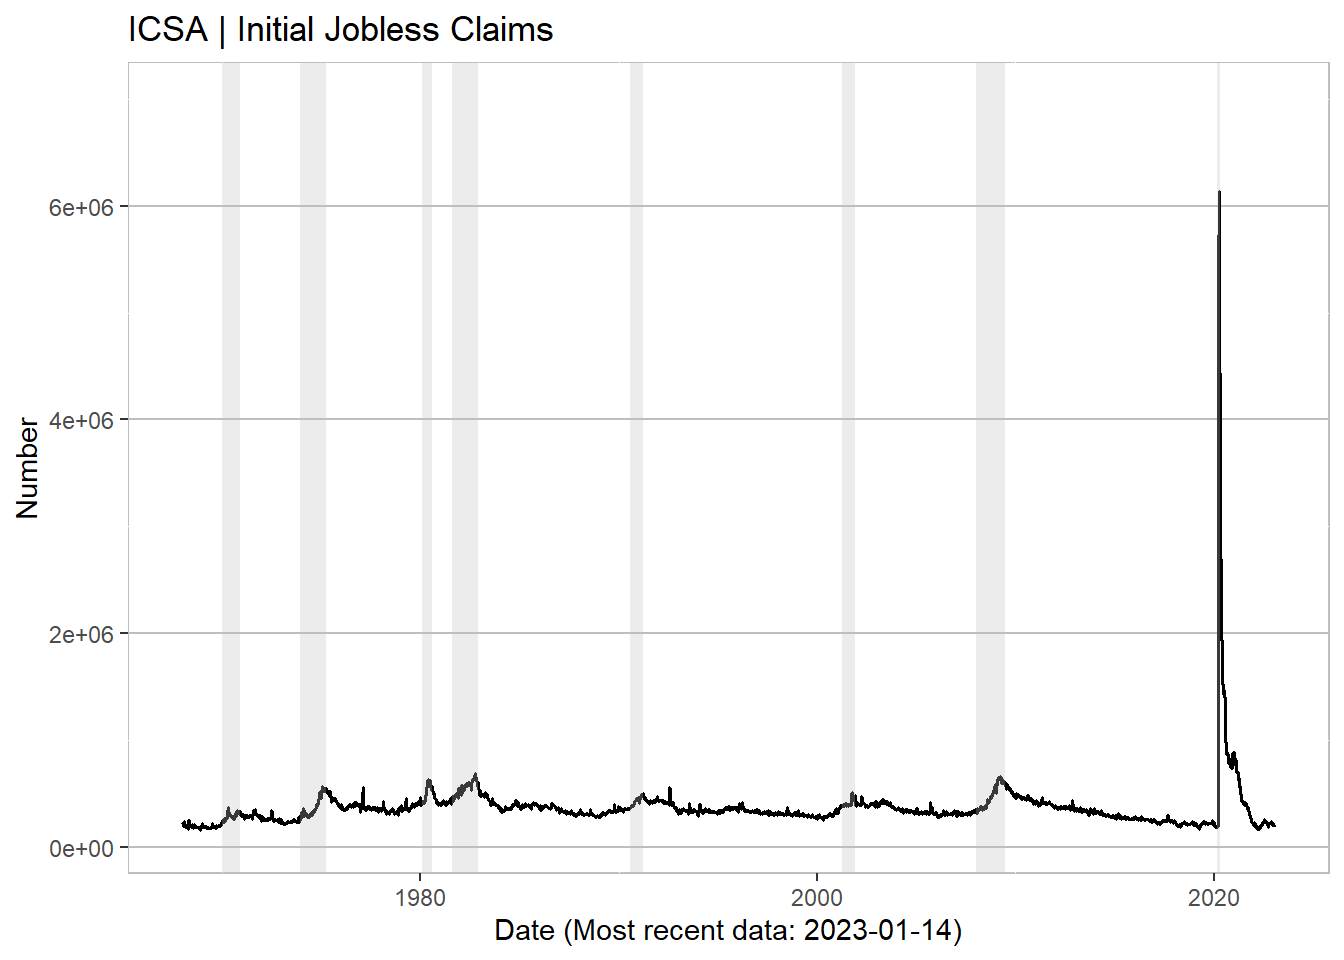 ICSA | Initial Jobless Claims
Number
6e+06
4e+06
2e+06
0e+00
1980
2000
2020
Date (Most recent data: 2023-01-14)